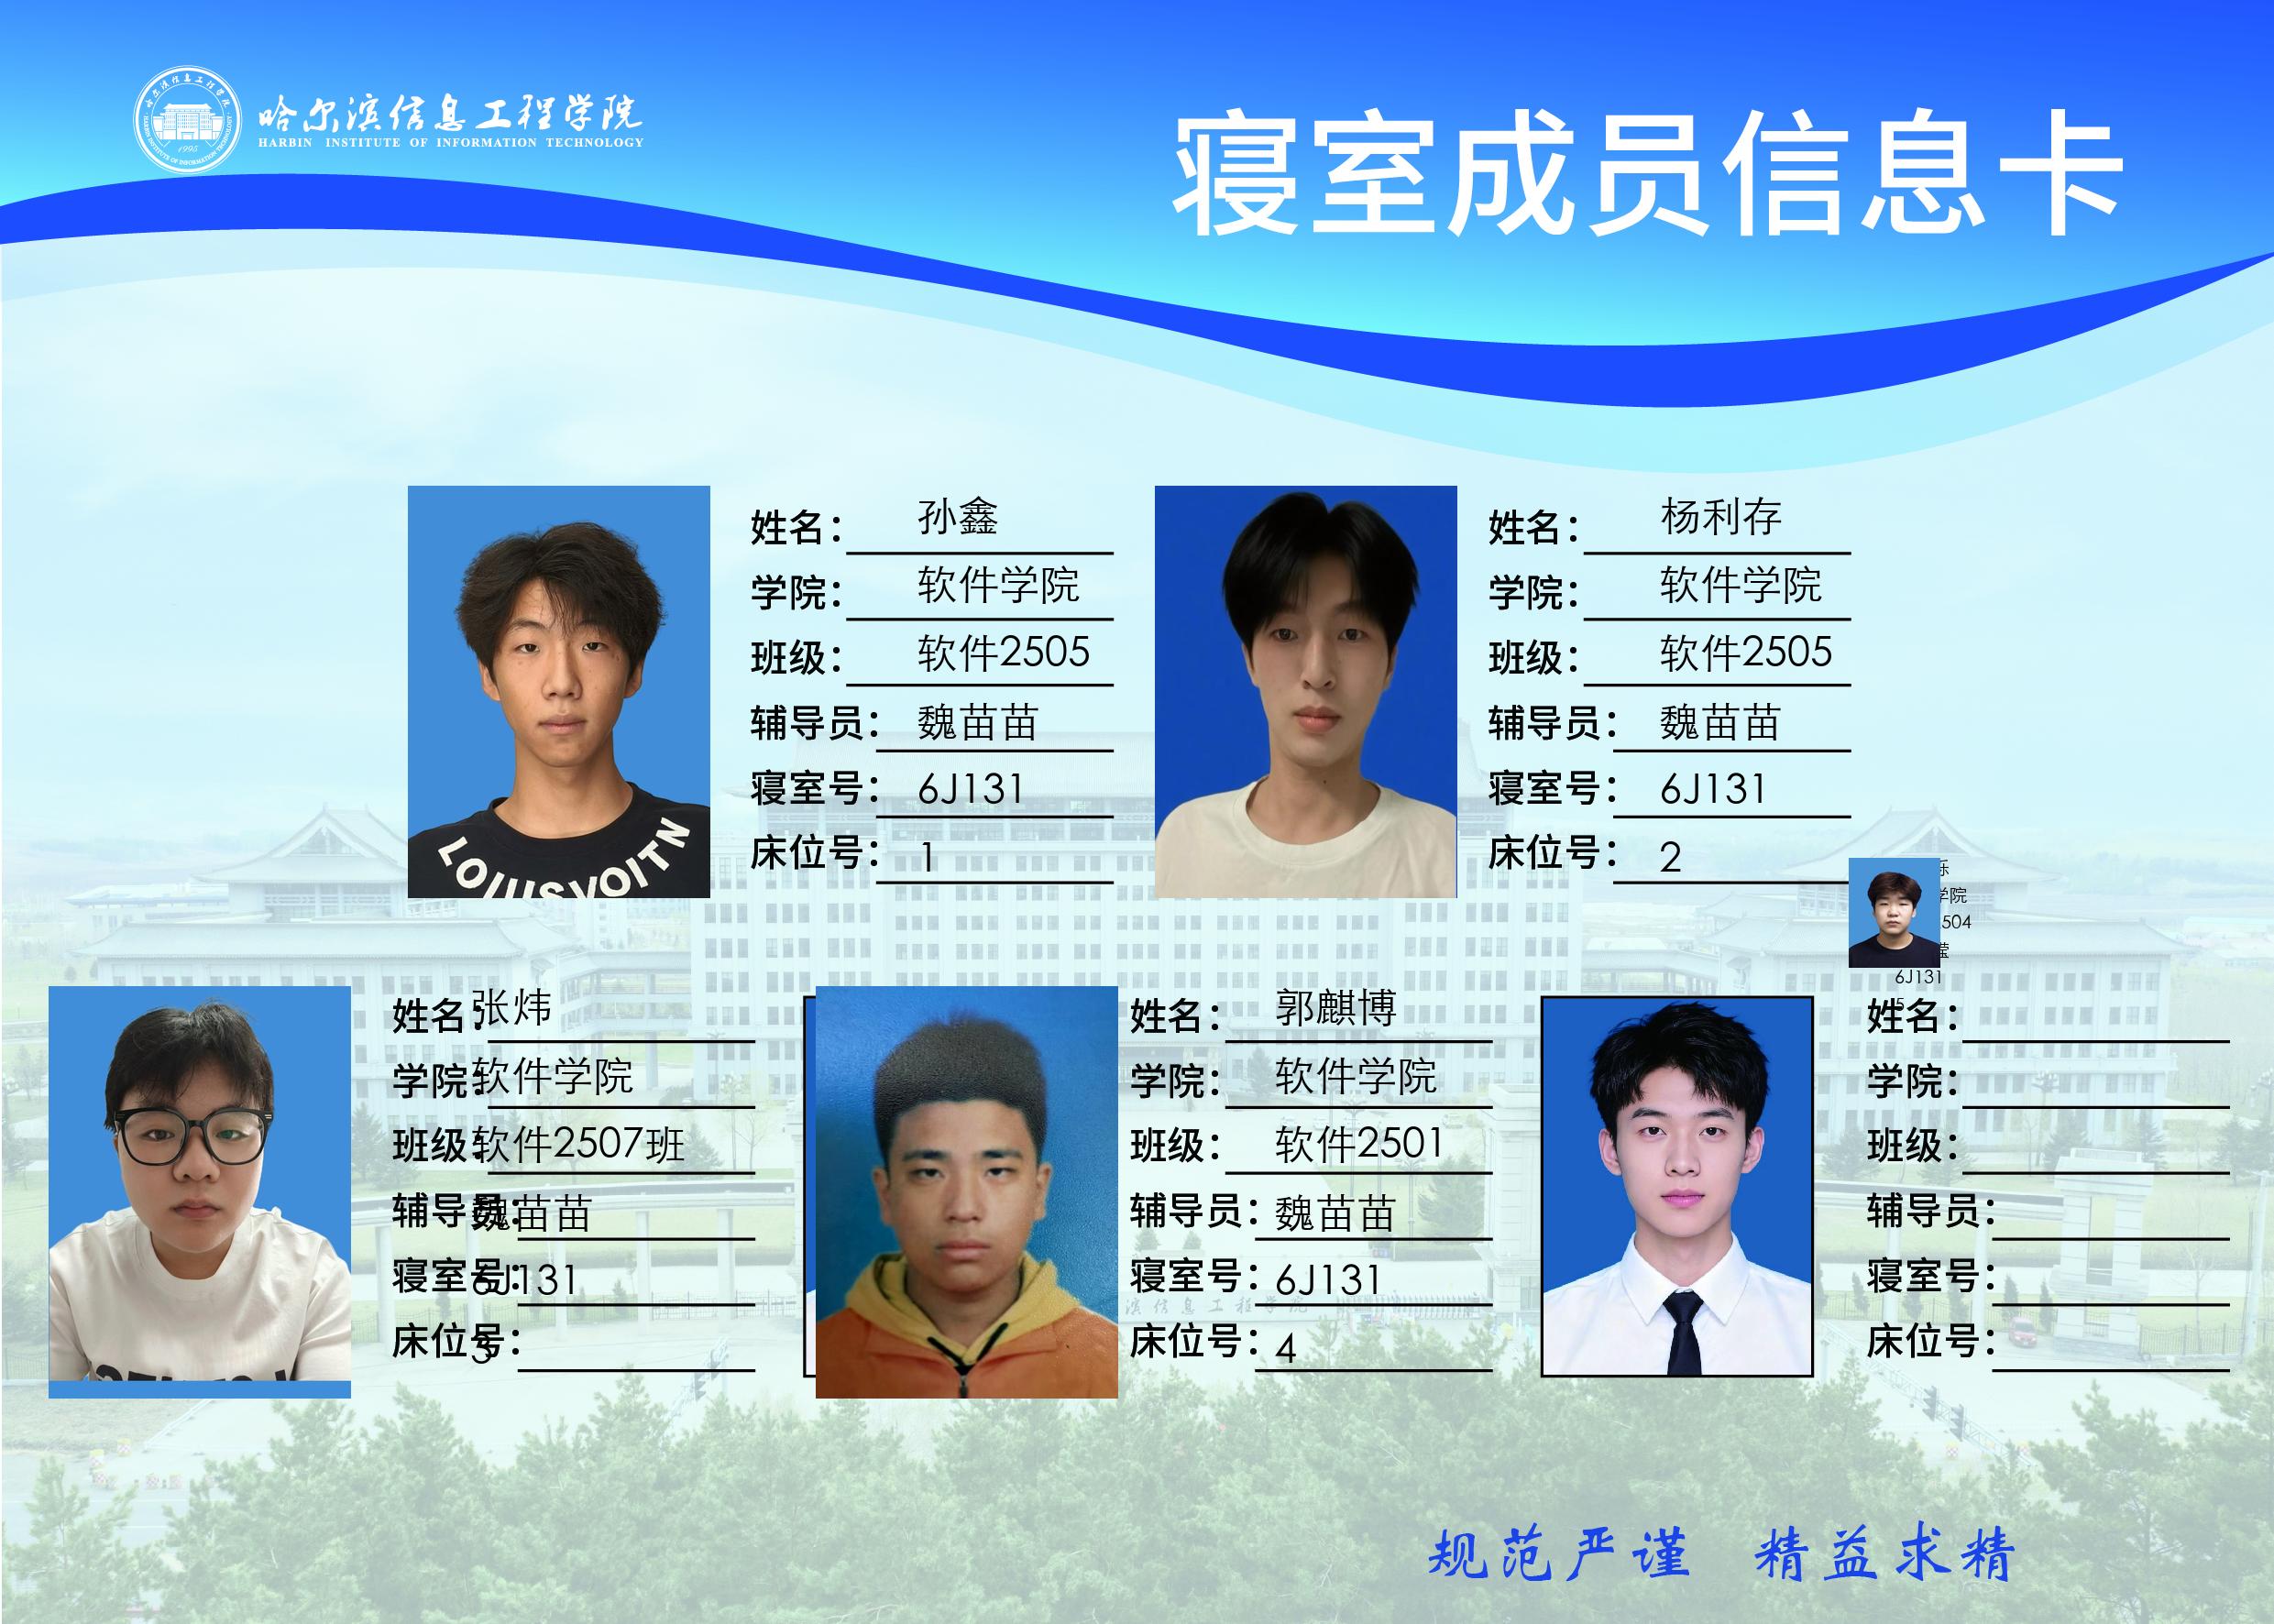 哈尔滨信息工程学院
HARBIN INSTITUTE OF INFORMATION TECHNOLOGY
1995
寝室成员信息卡
姓名： 孙鑫
学院： 软件学院
班级： 软件2505
辅导员： 魏苗苗
寝室号： 6J131
床位号： 1
姓名： 杨利存
学院： 软件学院
班级： 软件2505
辅导员： 魏苗苗
寝室号： 6J131
床位号： 2
学院
504
6J131
姓名： 张炜
学院： 软件学院
班级： 软件2507班
辅导员： 魏苗苗
寝室号： 6J131
床位号： 3
姓名： 郭麒博
学院： 软件学院
班级： 软件2501
辅导员： 魏苗苗
寝室号： 6J131
床位号： 4
姓名：
学院：
班级：
辅导员：
寝室号：
床位号：
规范严谨 精益求精